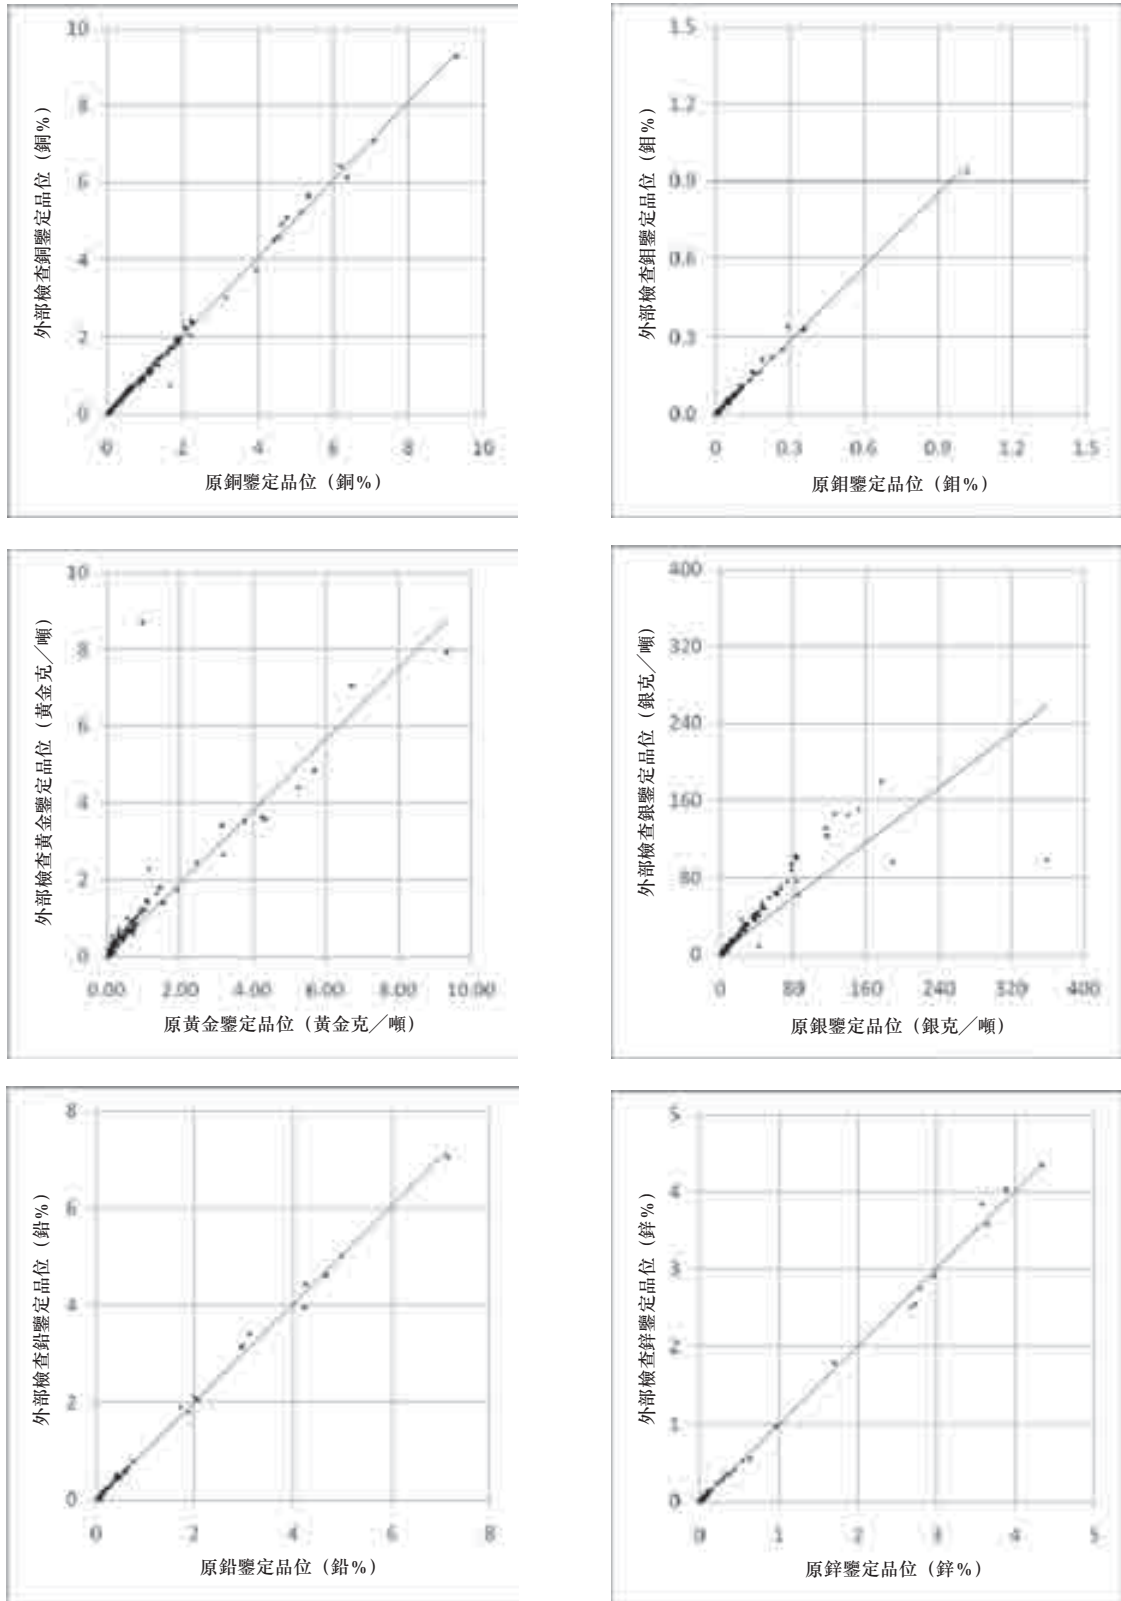 10
8
6
4
2
0
0 2 4 6 8 10
外部檢查銅鑒定品位（銅%）
原銅鑒定品位（銅%）
1.5
1.2
0.9
0.6
0.3
0.0
0 0.3 0.6 0.9 1.2 1.5
外部檢查鉬鑒定品位（鉬%）
原鉬鑒定品位（鉬%）
10
8
6
4
2
0
0.00 2.00 4.00 6.00 8.00 10.00
外部檢查黃金鑒定品位（黃金克／噸）
原黃金鑒定品位（黃金克／噸）
400
320
240
160
80
0
0 80 160 240 320 400
外部檢查銀鑒定品位（銀克／噸）
原銀鑒定品位（銀克／噸）
8
6
4
2
0
0 2 4 6 8
外部檢查鉛鑒定品位（鉛%）
原鉛鑒定品位（鉛%）
5
4
3
2
1
0
0 1 2 3 4 5
外部檢查鋅鑒定品位（鋅%）
原鋅鑒定品位（鋅%）